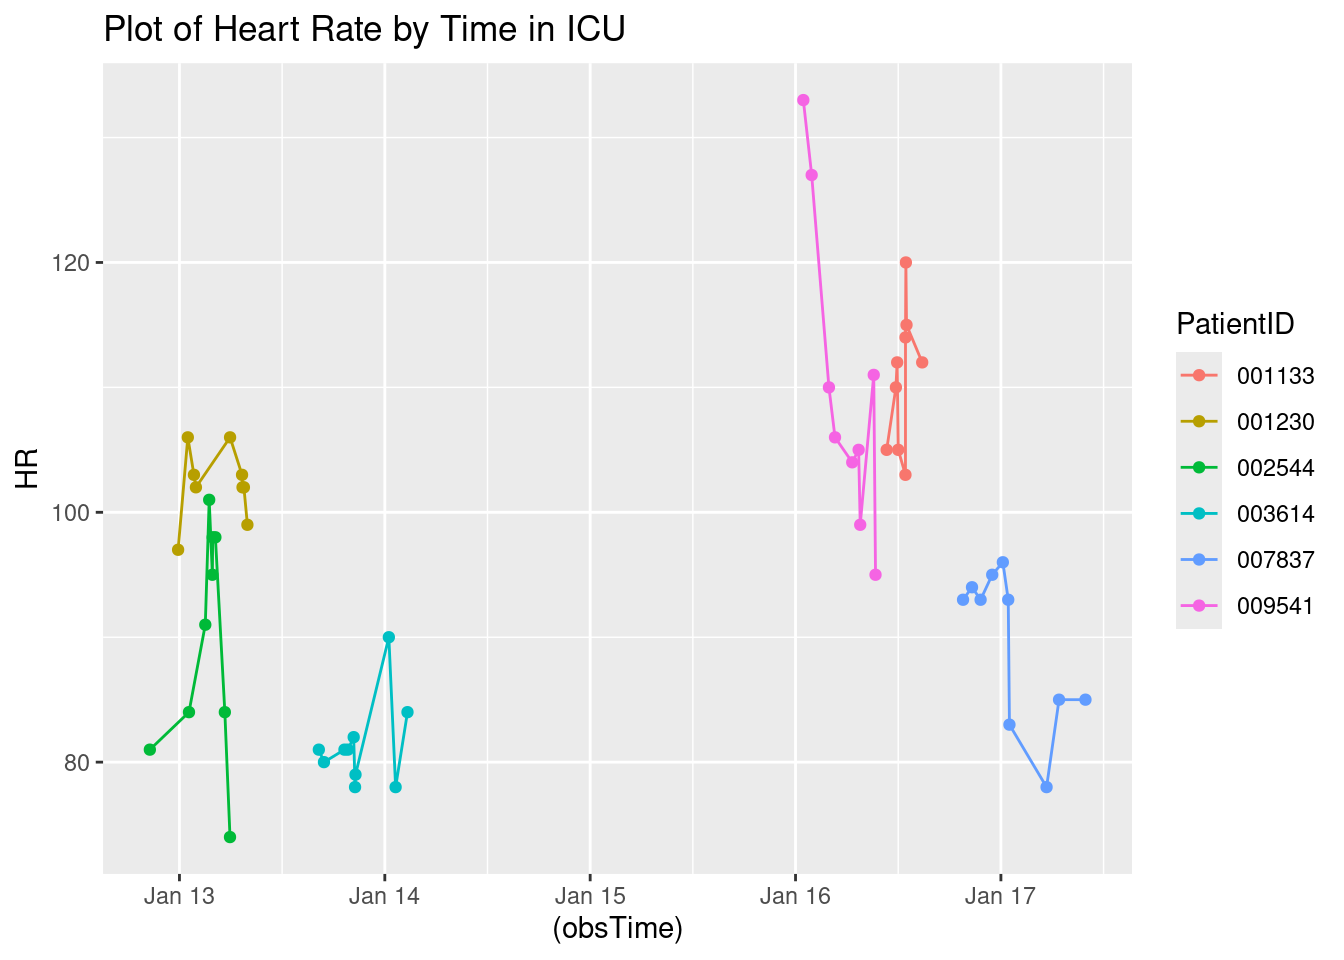 Plot of Heart Rate by Time in ICU
HR
120
100
80
Jan 13
Jan 14
Jan 15
Jan 16
Jan 17
(obsTime)
PatientID
001133
001230
002544
003614
007837
009541